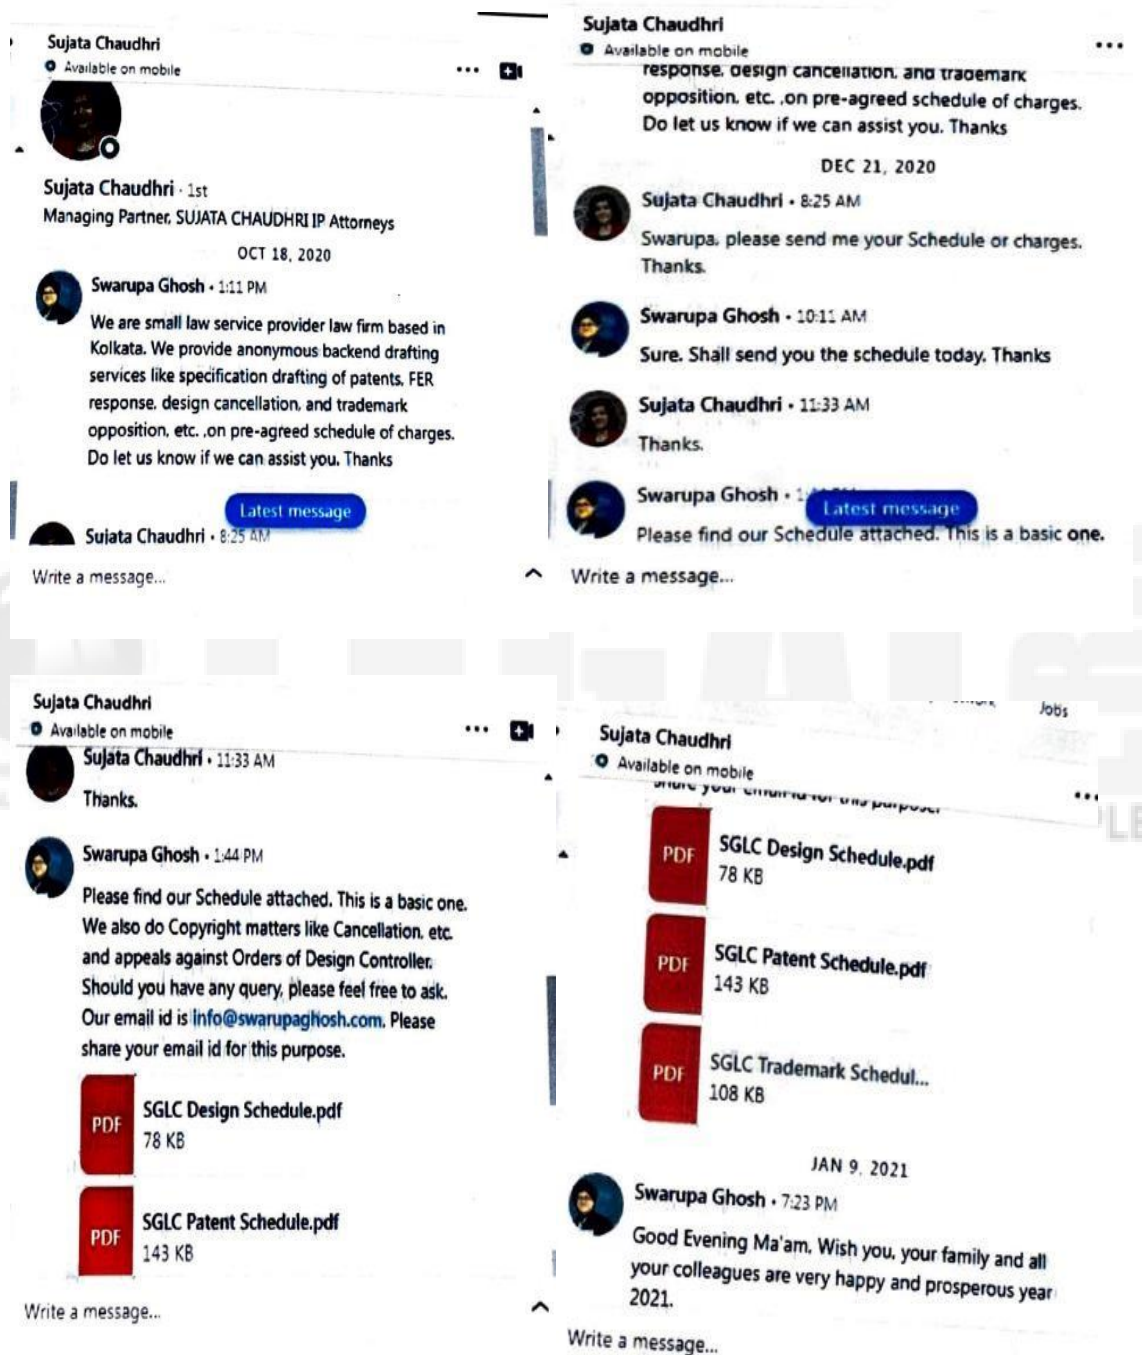 Sujata Chaudhri
Available on mobile
Sujata Chaudhri · 1st
Managing Partner, SUJATA CHAUDHRI IP Attorneys
OCT 18, 2020
Swarupa Ghosh • 1:11 PM
We are small law service provider law firm based in
Kolkata. We provide anonymous backend drafting
services like specification drafting of patents, FER
response, design cancellation, and trademark
opposition, etc. ,on pre-agreed schedule of charges.
Do let us know if we can assist you. Thanks
Latest message
Sujata Chaudhri • 8:25 AM
Write a message...
Sujata Chaudhri
Available on mobile
response, design cancellation, and trademark
opposition, etc. ,on pre-agreed schedule of charges.
Do let us know if we can assist you. Thanks
DEC 21, 2020
Sujata Chaudhri • 8:25 AM
Swarupa, please send me your Schedule or charges.
Thanks.
Swarupa Ghosh • 10:11 AM
Sure. Shall send you the schedule today. Thanks
Sujata Chaudhri • 11:33 AM
Thanks.
Swarupa Ghosh •
Latest message
Please find our Schedule attached. This is a basic one.
Write a message...
Sujata Chaudhri
Available on mobile
Sujata Chaudhri • 11:33 AM
Thanks.
Swarupa Ghosh • 1:44 PM
Please find our Schedule attached. This is a basic one.
We also do Copyright matters like Cancellation, etc.
and appeals against Orders of Design Controller.
Should you have any query, please feel free to ask.
Our email id is info@swarupaghosh.com. Please
share your email id for this purpose.
PDF
SGLC Design Schedule.pdf
78 KB
PDF
SGLC Patent Schedule.pdf
143 KB
Write a message...
Jobs
Sujata Chaudhri
Available on mobile
share your email id for this purpose.
PDF
SGLC Design Schedule.pdf
78 KB
PDF
SGLC Patent Schedule.pdf
143 KB
PDF
SGLC Trademark Schedul...
108 KB
JAN 9, 2021
Swarupa Ghosh • 7:23 PM
Good Evening Ma'am, Wish you, your family and all
your colleagues are very happy and prosperous year
2021.
Write a message...